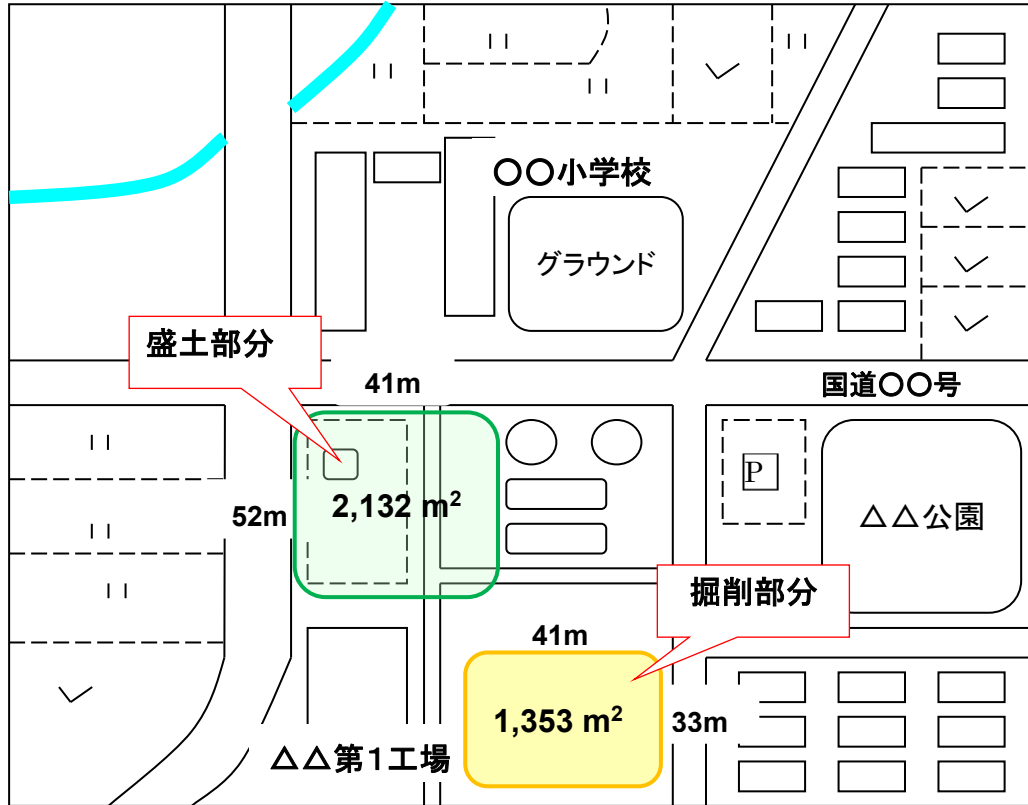 〇〇小学校
グラウンド
盛土部分
41m
国道〇〇号
52m
2,132 m²
P
△△公園
掘削部分
41m
1,353 m²
33m
△△第１工場